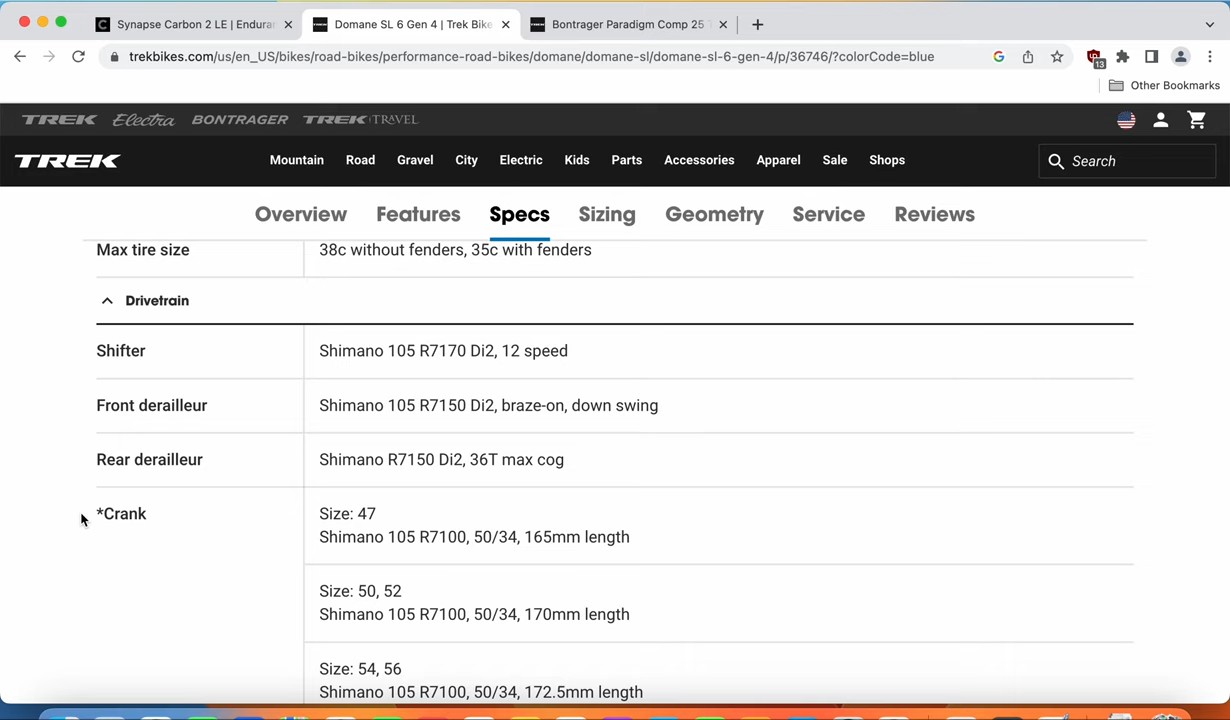 Synapse Carbon 2 LE | Enduran
Domane SL 6 Gen 4 | Trek Bike
Bontrager Paradigm Comp 25 T
trekbikes.com/us/en_US/bikes/road-bikes/performance-road-bikes/domane/domane-sl/domane-sl-6-gen-4/p/36746/?colorCode=blue
13
Other Bookmarks
TREK Electra BONTRAGER TREK TRAVEL
TREK Mountain Road Gravel City Electric Kids Parts Accessories Apparel Sale Shops Search
Overview Features Specs Sizing Geometry Service Reviews
Max tire size 38c without fenders, 35c with fenders
Drivetrain
Shifter Shimano 105 R7170 Di2, 12 speed
Front derailleur Shimano 105 R7150 Di2, braze-on, down swing
Rear derailleur Shimano R7150 Di2, 36T max cog
*Crank Size: 47
Shimano 105 R7100, 50/34, 165mm length
Size: 50, 52
Shimano 105 R7100, 50/34, 170mm length
Size: 54, 56
Shimano 105 R7100, 50/34, 172.5mm length